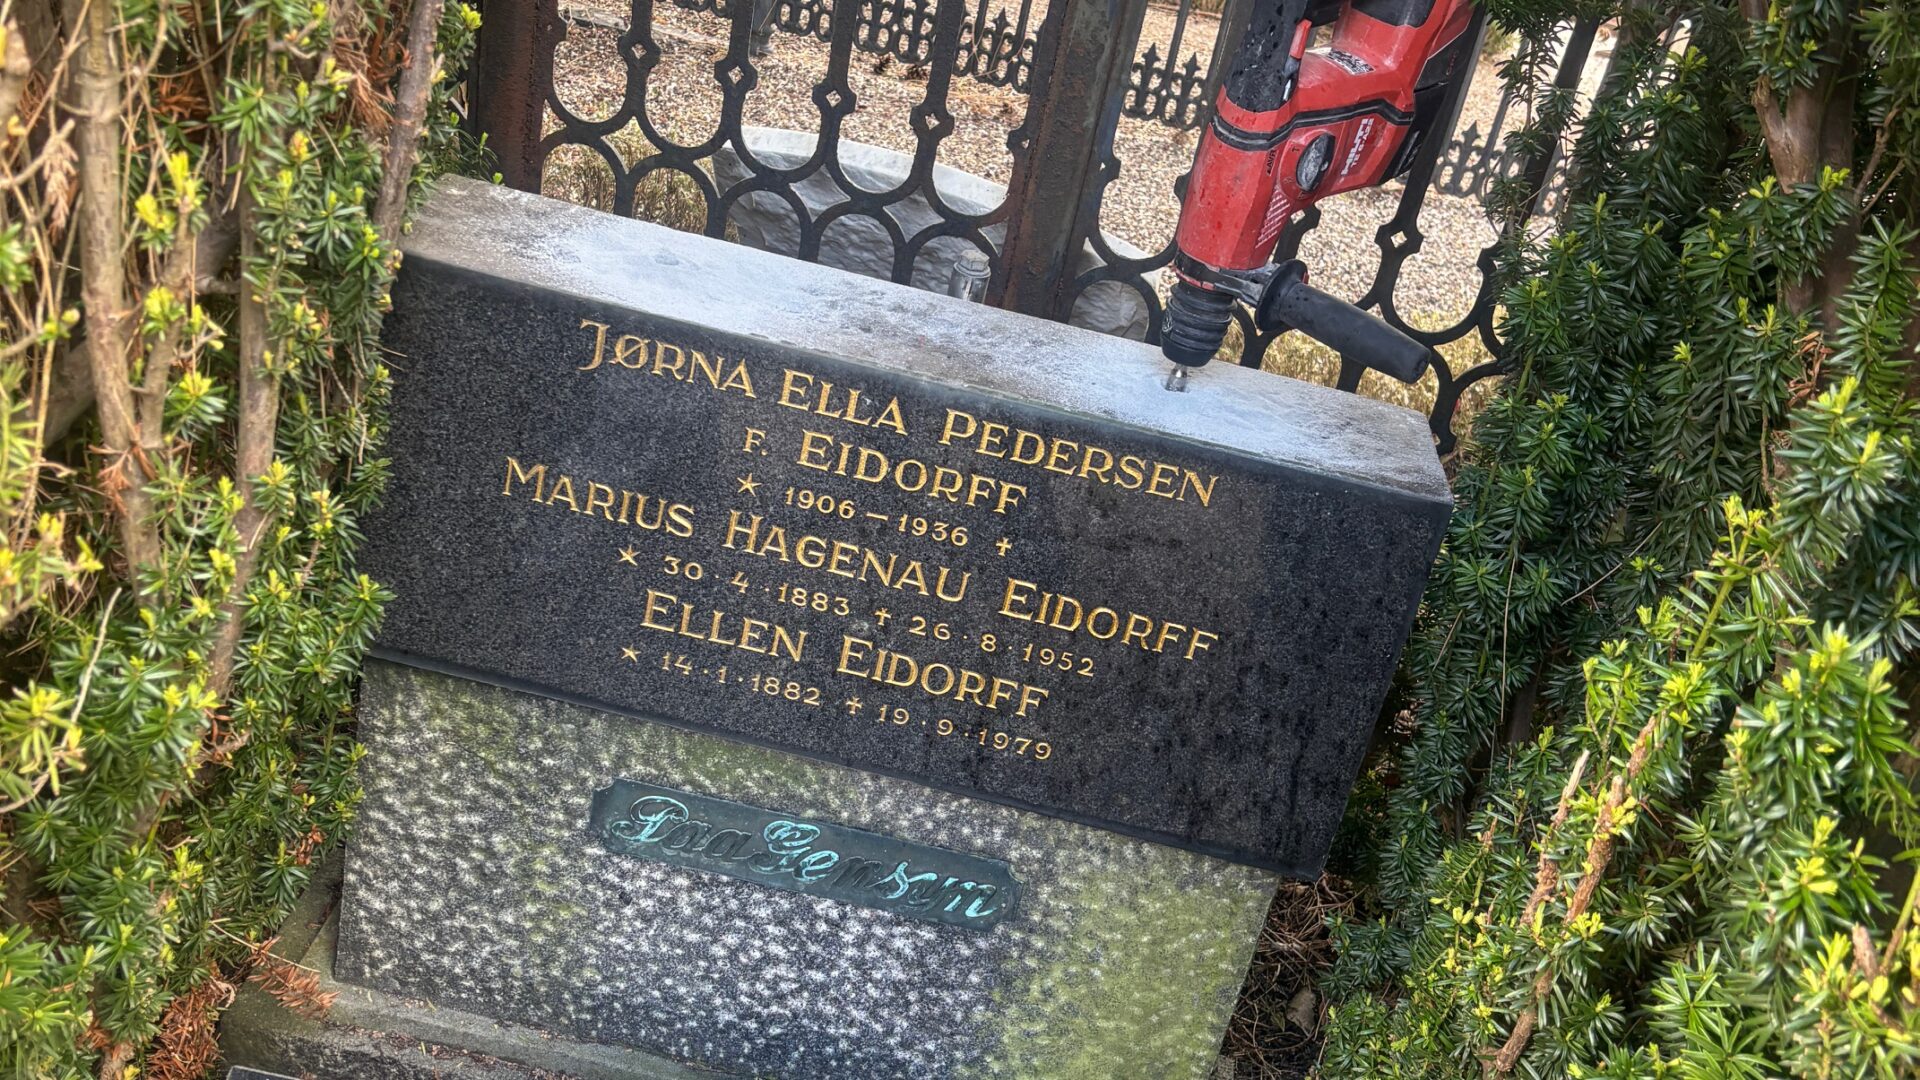 HILTI
JØRNA ELLA PEDERSEN
F. EIDORFF
★ 1906 – 1936 ✝
MARIUS HAGENAU EIDORFF
★ 30·4·1883 ✝ 26·8·1952
ELLEN EIDORFF
★ 14·1·1882 ✝ 19·9·1979
Paa Gensyn